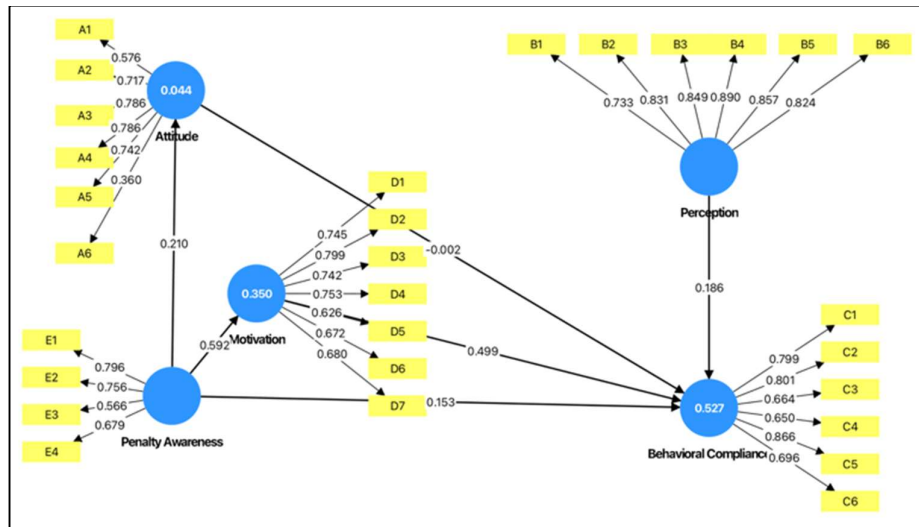 A1
A2
A3
A4
A5
A6
0.576
0.717
0.786
0.786
0.742
0.360
0.044
Attitude
B1
B2
B3
B4
B5
B6
0.733
0.831
0.849
0.890
0.857
0.824
Perception
0.210
-0.002
0.186
D1
D2
D3
D4
D5
D6
D7
0.745
0.799
0.742
0.753
0.626
0.672
0.680
0.350
Motivation
0.592
0.499
0.153
E1
E2
E3
E4
0.796
0.756
0.566
0.679
Penalty Awareness
C1
C2
C3
C4
C5
C6
0.799
0.801
0.664
0.650
0.866
0.696
0.527
Behavioral Compliance